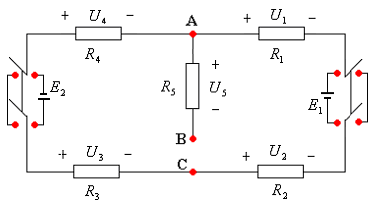 + U₄ − A + U₁ −
R₄ R₁
+
E₂ R₅ U₅ E₁
−
B
C
+ U₃ − + U₂ −
R₃ R₂